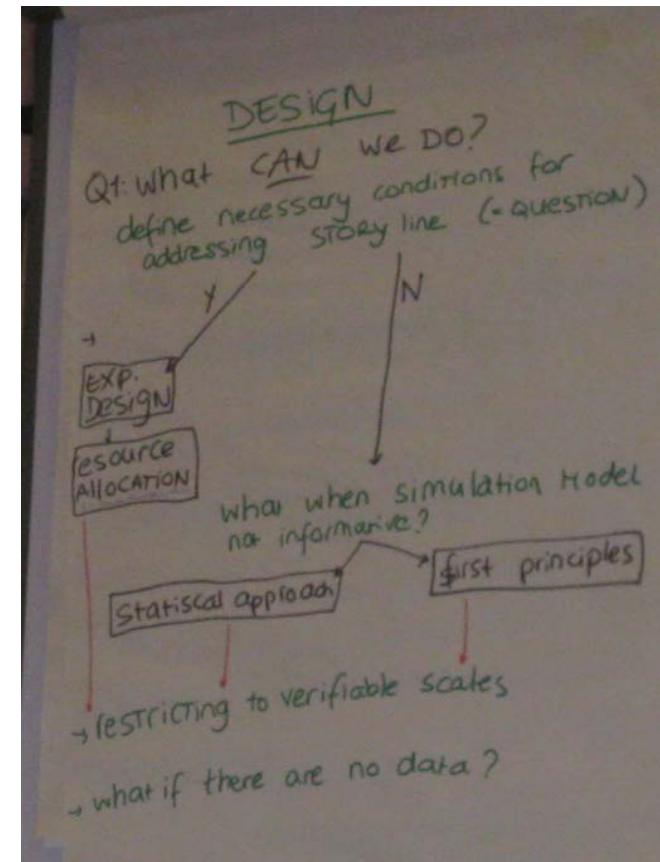 DESIGN
Q1: What CAN we DO?
define necessary conditions for
addressing STORY line (= QUESTION)
Y
N
EXP.
DESIGN
esource
ALLOCATION
what when simulation Model
not informative?
Statiscal approach
first principles
→ restricting to verifiable scales
→ what if there are no data?